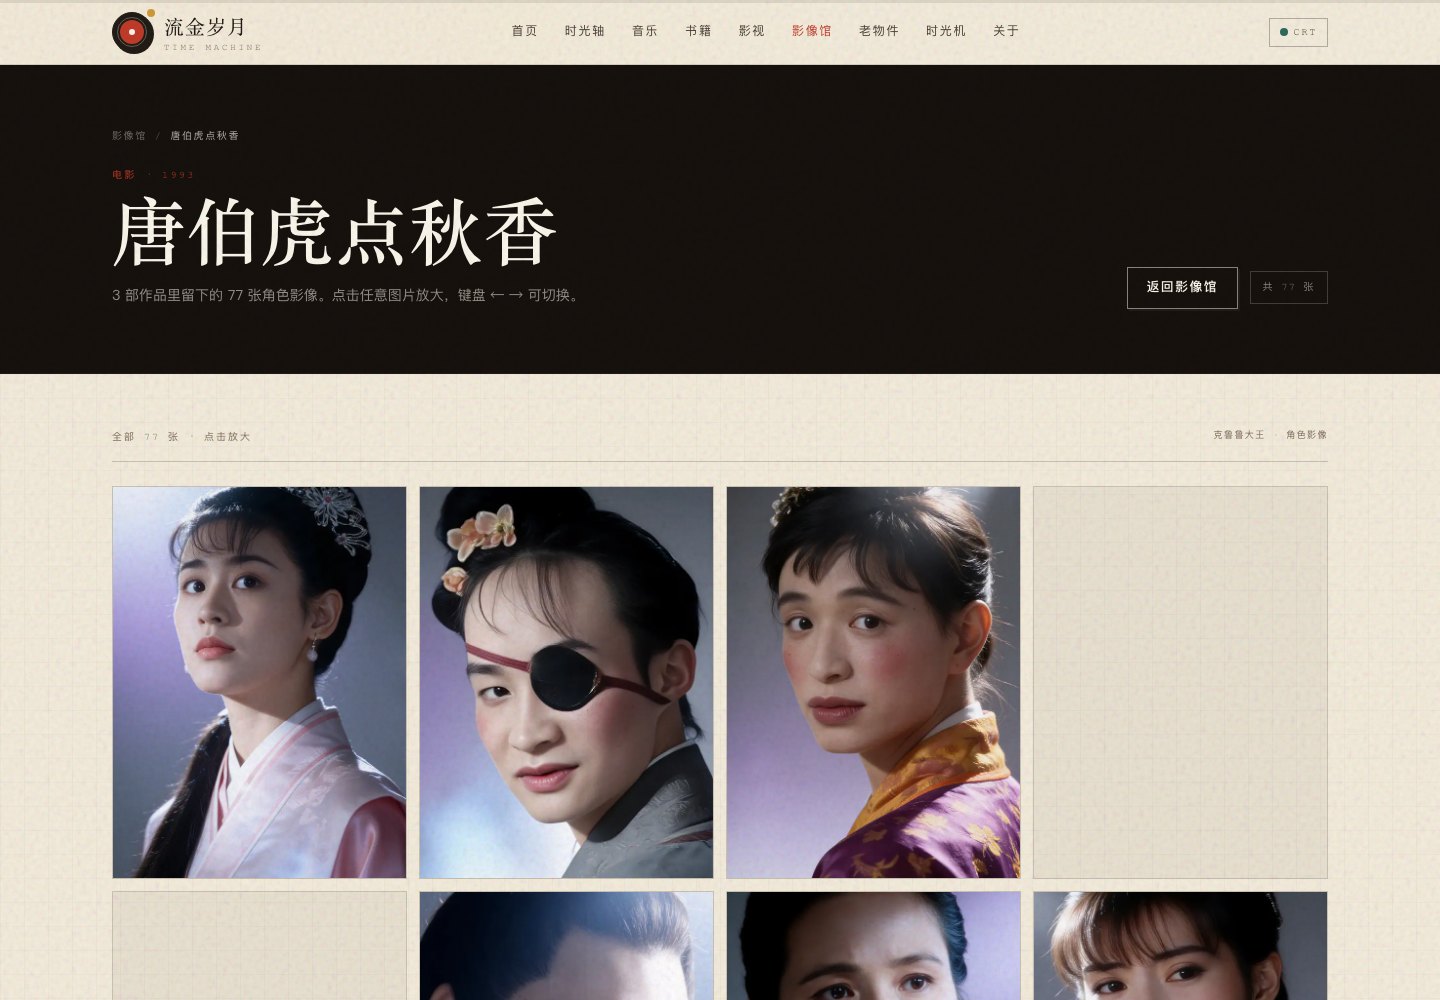 流金岁月
TIME MACHINE
首页 时光轴 音乐 书籍 影视 影像馆 老物件 时光机 关于
CRT
影像馆 / 唐伯虎点秋香
电影 · 1993
唐伯虎点秋香
3 部作品里留下的 77 张角色影像。点击任意图片放大，键盘 ← → 可切换。
返回影像馆
共 77 张
全部 77 张 · 点击放大
克鲁鲁大王 · 角色影像